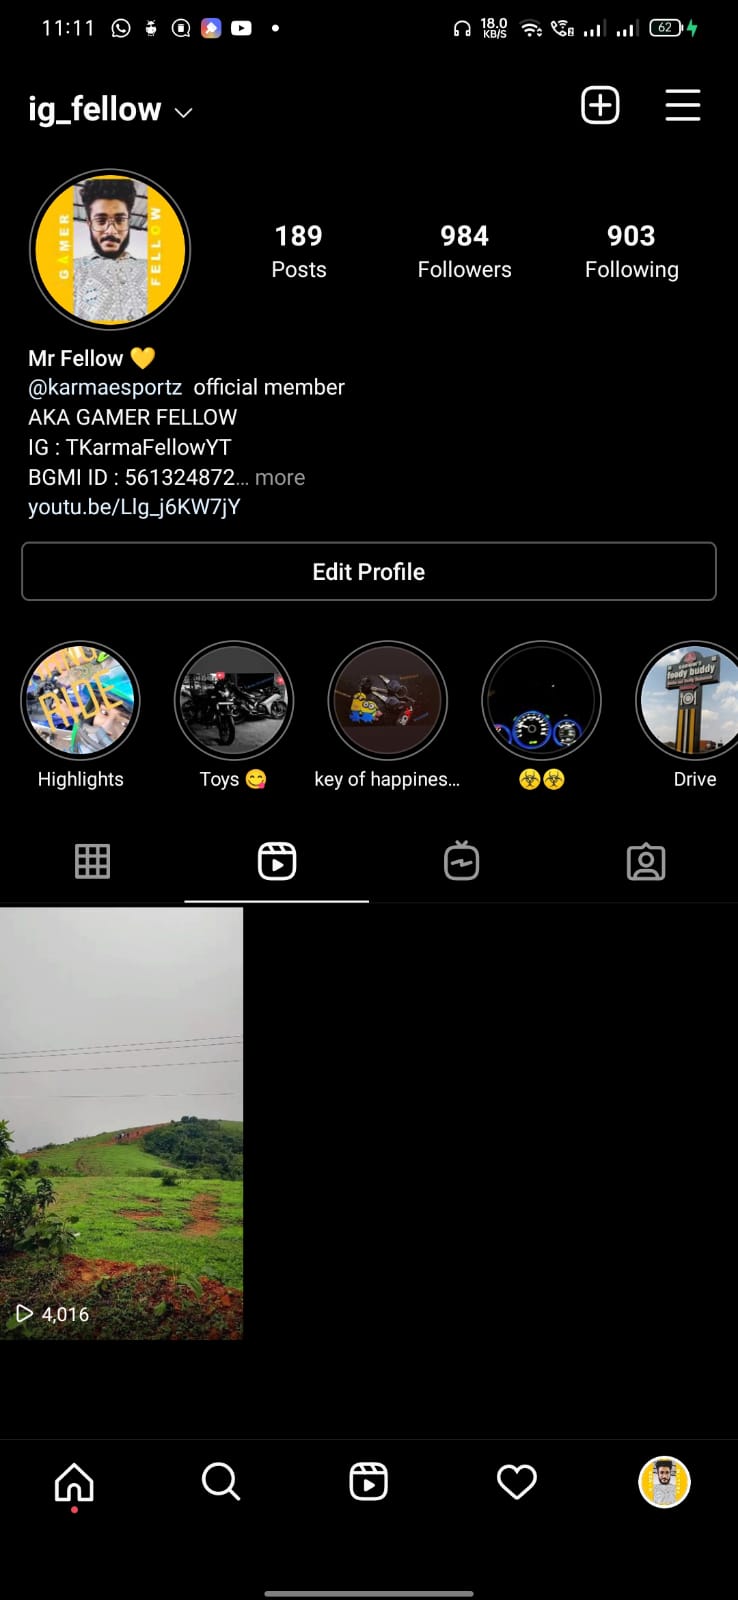 11:11
18.0
KB/S
62
ig_fellow
GAMER
FELLOW
189
984
903
Posts
Followers
Following
Mr Fellow 💛
@karmaesportz official member
AKA GAMER FELLOW
IG : TKarmaFellowYT
BGMI ID : 561324872... more
youtu.be/Llg_j6KW7jY
Edit Profile
RIDE
foody buddy
Highlights
Toys 😋
key of happines...
☣️☣️
Drive
4,016